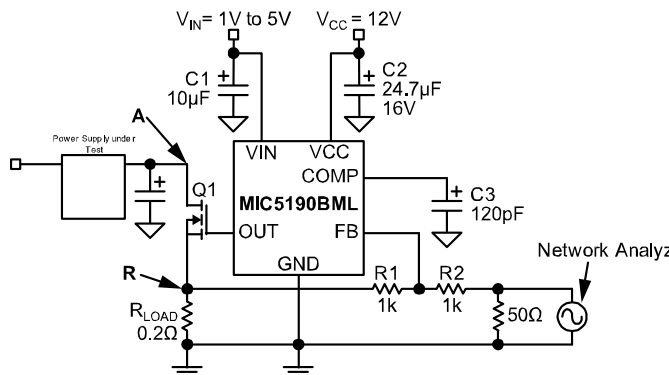 V_IN = 1V to 5V
V_CC = 12V
C1
10µF
C2
24.7µF
16V
A
Power Supply under
Test
VIN
VCC
COMP
Q1
MIC5190BML
C3
120pF
OUT
FB
GND
Network Analyz
R
R1
1k
R2
1k
R_LOAD
0.2Ω
50Ω